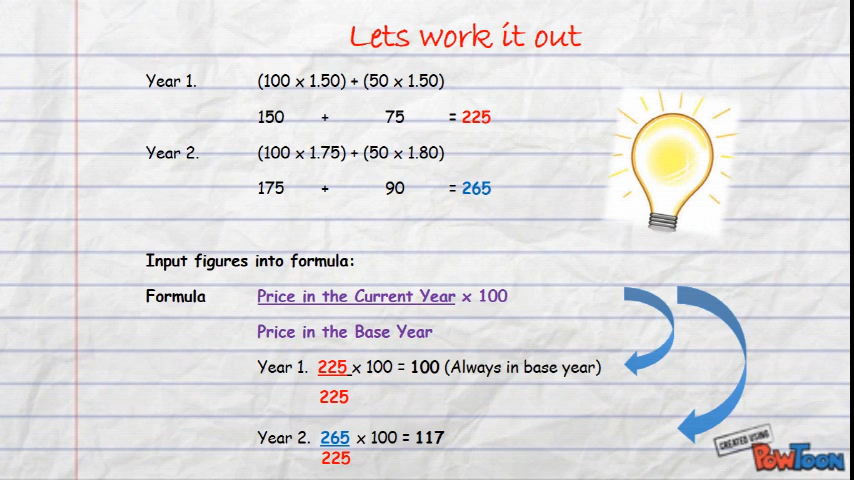 Lets work it out
Year 1. (100 x 1.50) + (50 x 1.50)
150 + 75 = 225
Year 2. (100 x 1.75) + (50 x 1.80)
175 + 90 = 265
Input figures into formula:
Formula Price in the Current Year x 100
Price in the Base Year
Year 1. 225 x 100 = 100 (Always in base year)
225
Year 2. 265 x 100 = 117
225
CREATED USING
POWTOON